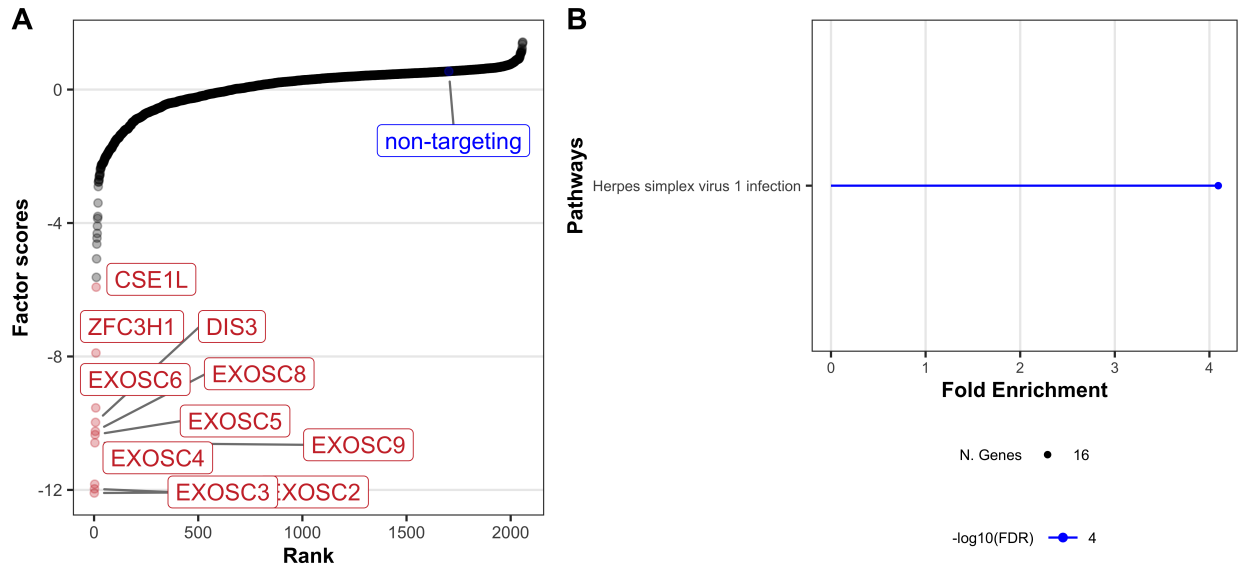 A
Factor scores
0
-4
-8
-12
non-targeting
CSE1L
ZFC3H1
DIS3
EXOSC6
EXOSC8
EXOSC5
EXOSC9
EXOSC4
EXOSC3
EXOSC2
0
500
1000
1500
2000
Rank
B
Pathways
Herpes simplex virus 1 infection
0
1
2
3
4
Fold Enrichment
N. Genes 16
-log10(FDR) 4